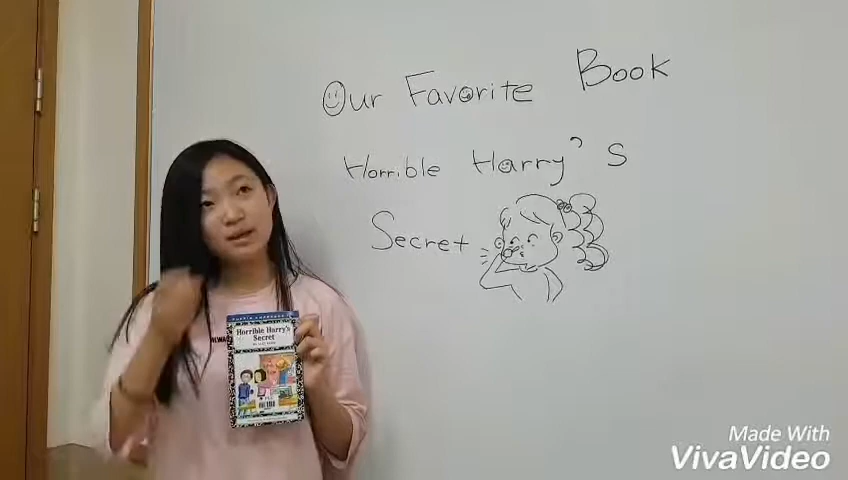 Our Favorite Book
Horrible Harry's
Secret
Horrible Harry's
Secret
Made With
VivaVideo